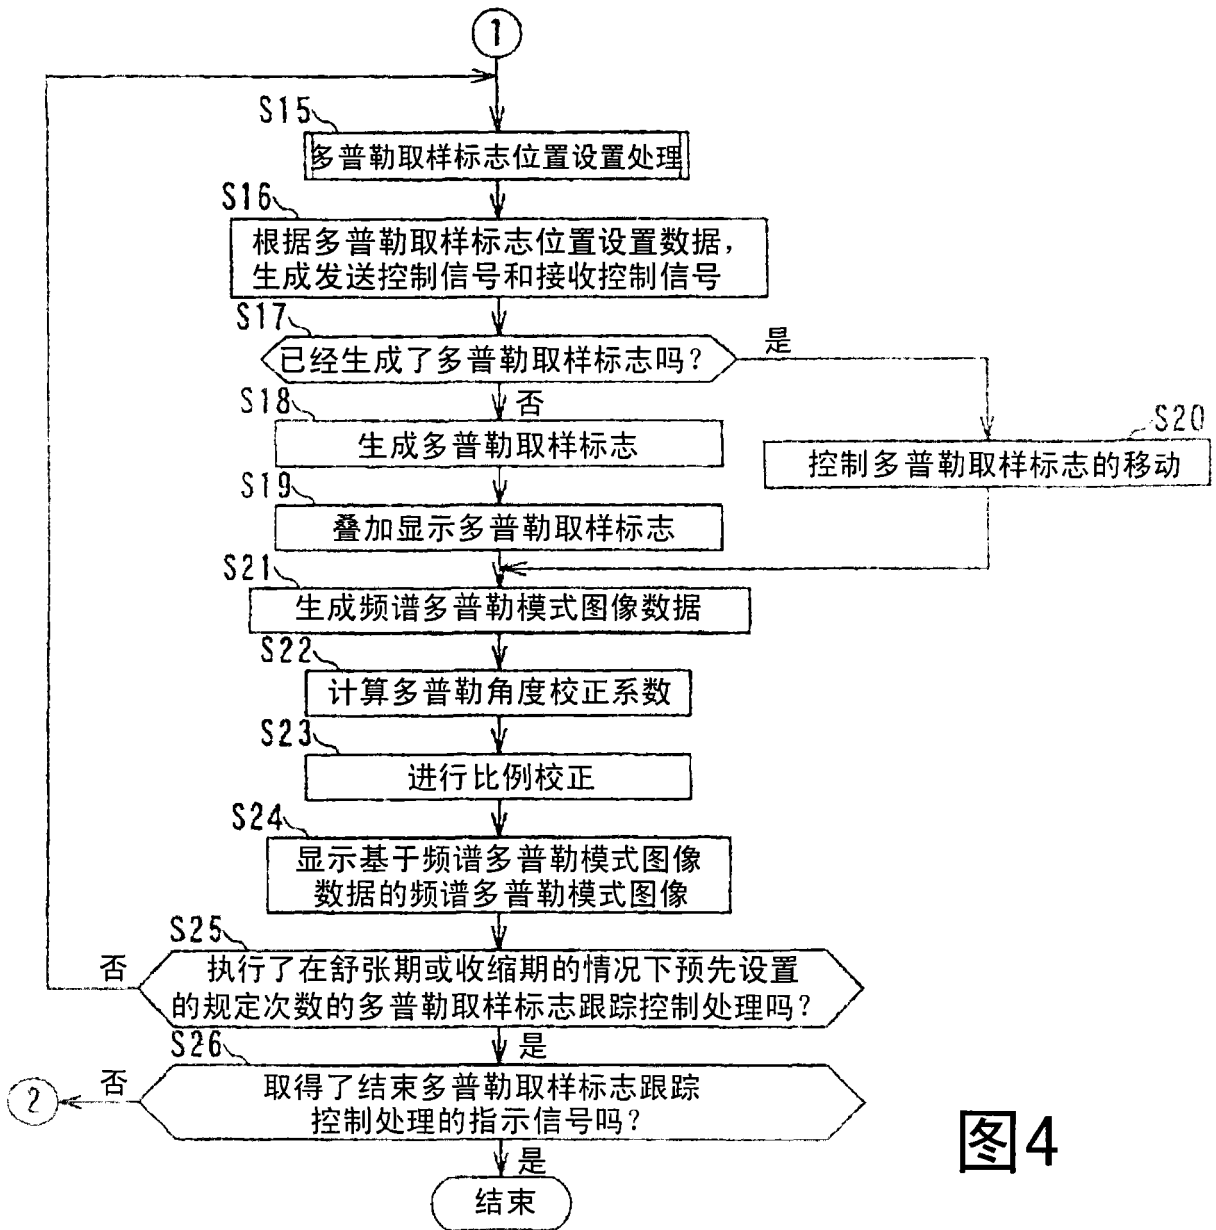 1
S15
多普勒取样标志位置设置处理
S16
根据多普勒取样标志位置设置数据，
生成发送控制信号和接收控制信号
S17
已经生成了多普勒取样标志吗？
是
否
S18
生成多普勒取样标志
S20
控制多普勒取样标志的移动
S19
叠加显示多普勒取样标志
S21
生成频谱多普勒模式图像数据
S22
计算多普勒角度校正系数
S23
进行比例校正
S24
显示基于频谱多普勒模式图像
数据的频谱多普勒模式图像
S25
否
执行了在舒张期或收缩期的情况下预先设置
的规定次数的多普勒取样标志跟踪控制处理吗？
是
S26
否
2
取得了结束多普勒取样标志跟踪
控制处理的指示信号吗？
是
结束
图4